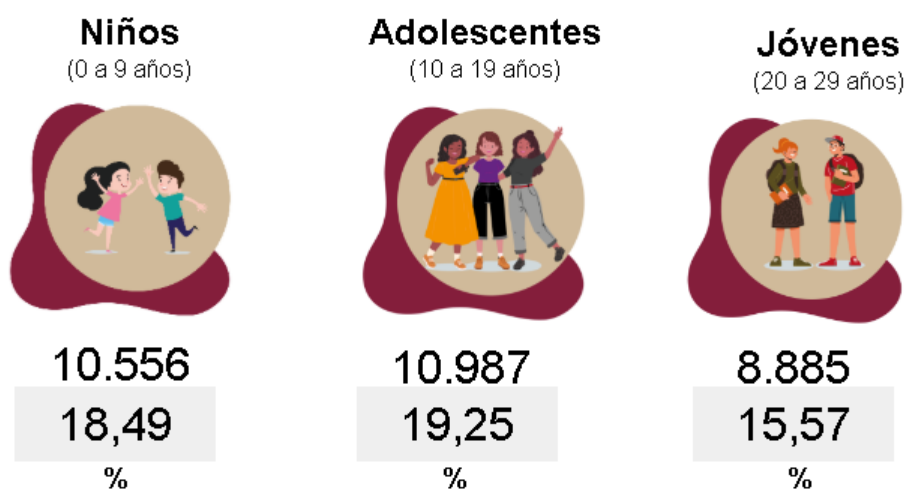 Niños
(0 a 9 años)
10.556
18,49
%
Adolescentes
(10 a 19 años)
10.987
19,25
%
Jóvenes
(20 a 29 años)
8.885
15,57
%